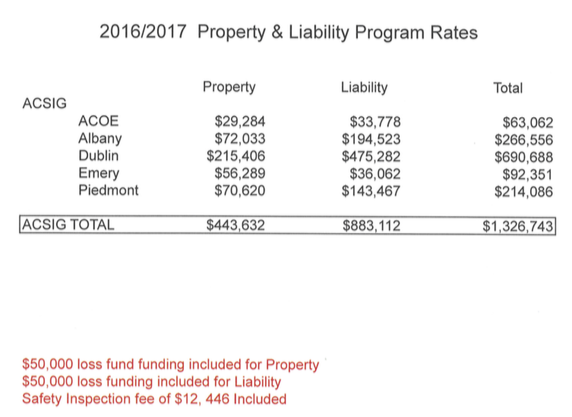 2016/2017 Property & Liability Program Rates
Property Liability Total
ACSIG
ACOE $29,284 $33,778 $63,062
Albany $72,033 $194,523 $266,556
Dublin $215,406 $475,282 $690,688
Emery $56,289 $36,062 $92,351
Piedmont $70,620 $143,467 $214,086
ACSIG TOTAL $443,632 $883,112 $1,326,743
$50,000 loss fund funding included for Property
$50,000 loss funding included for Liability
Safety Inspection fee of $12, 446 Included